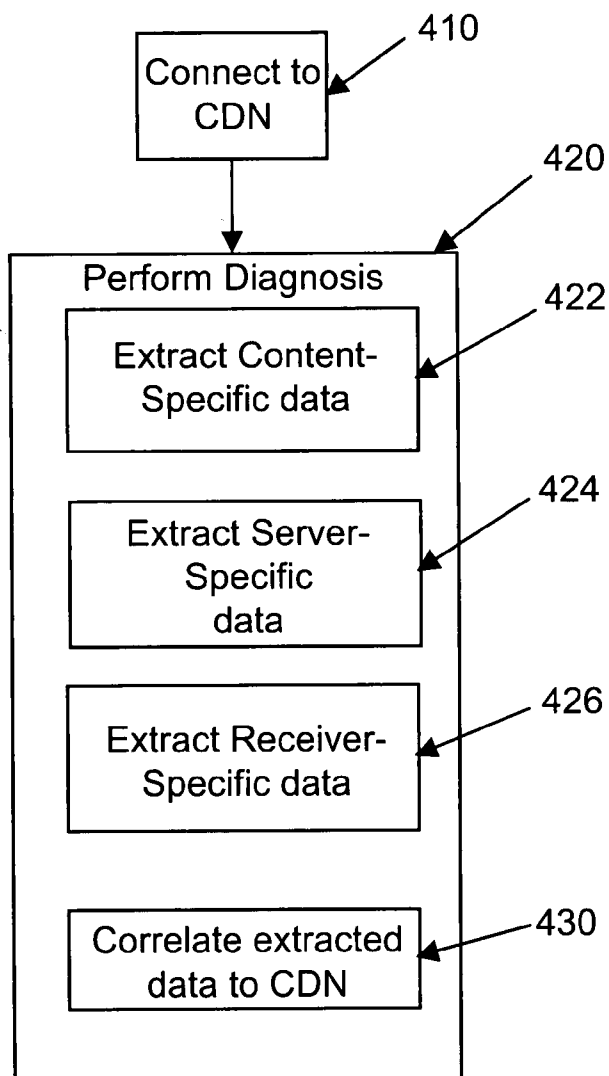 410
Connect to
CDN
420
Perform Diagnosis
422
Extract Content-
Specific data
424
Extract Server-
Specific
data
426
Extract Receiver-
Specific data
430
Correlate extracted
data to CDN